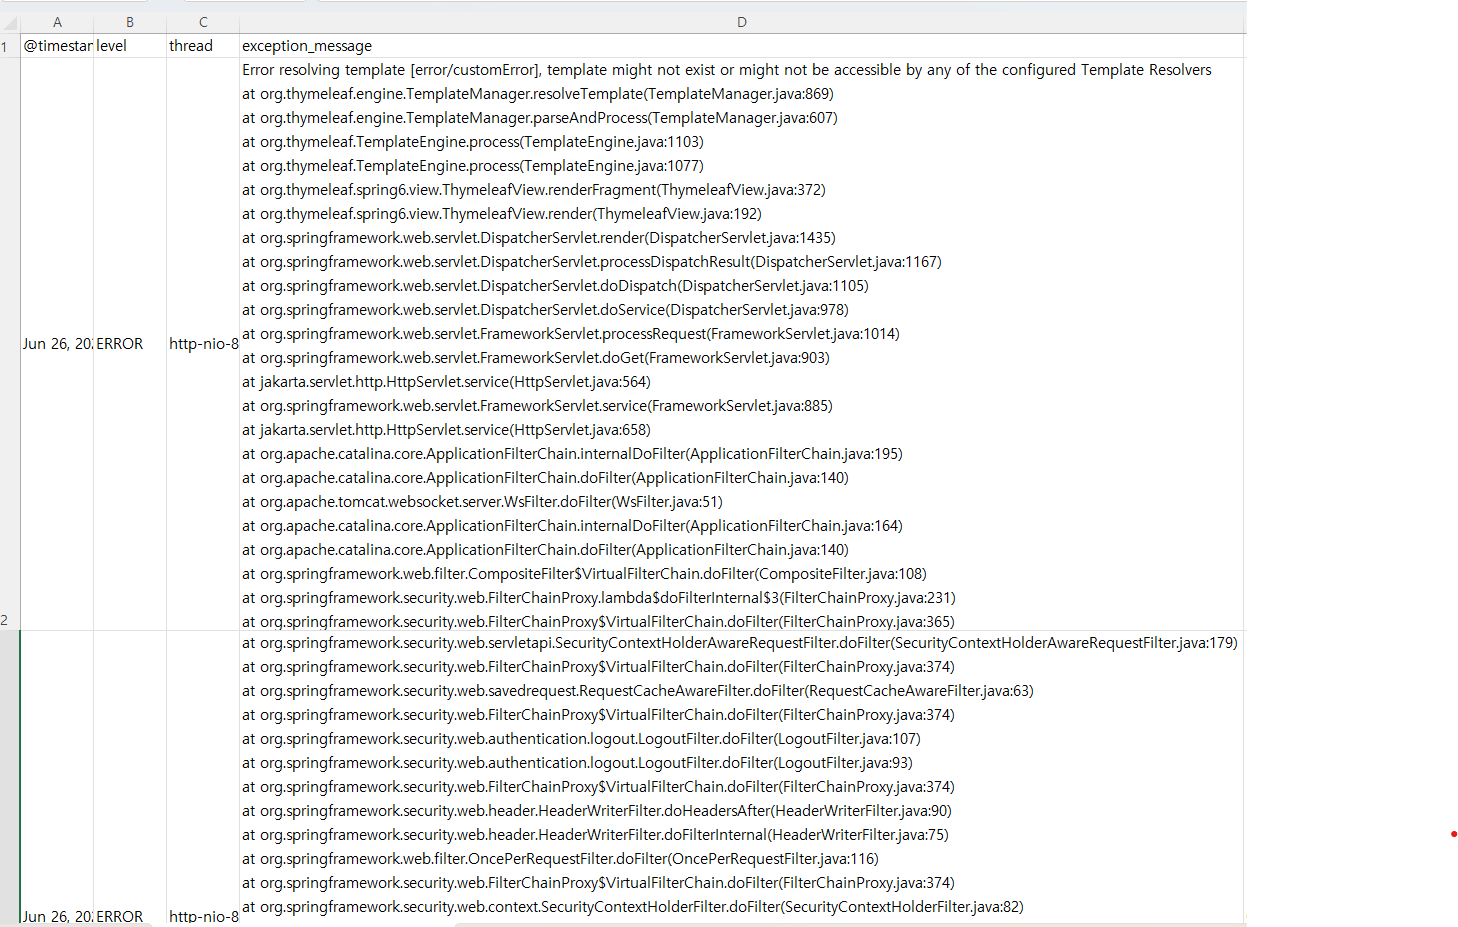 A B C D
1 @timestar level thread exception_message
Error resolving template [error/customError], template might not exist or might not be accessible by any of the configured Template Resolvers
at org.thymeleaf.engine.TemplateManager.resolveTemplate(TemplateManager.java:869)
at org.thymeleaf.engine.TemplateManager.parseAndProcess(TemplateManager.java:607)
at org.thymeleaf.TemplateEngine.process(TemplateEngine.java:1103)
at org.thymeleaf.TemplateEngine.process(TemplateEngine.java:1077)
at org.thymeleaf.spring6.view.ThymeleafView.renderFragment(ThymeleafView.java:372)
at org.thymeleaf.spring6.view.ThymeleafView.render(ThymeleafView.java:192)
at org.springframework.web.servlet.DispatcherServlet.render(DispatcherServlet.java:1435)
at org.springframework.web.servlet.DispatcherServlet.processDispatchResult(DispatcherServlet.java:1167)
at org.springframework.web.servlet.DispatcherServlet.doDispatch(DispatcherServlet.java:1105)
at org.springframework.web.servlet.DispatcherServlet.doService(DispatcherServlet.java:978)
at org.springframework.web.servlet.FrameworkServlet.processRequest(FrameworkServlet.java:1014)
Jun 26, 20 ERROR http-nio-8
at org.springframework.web.servlet.FrameworkServlet.doGet(FrameworkServlet.java:903)
at jakarta.servlet.http.HttpServlet.service(HttpServlet.java:564)
at org.springframework.web.servlet.FrameworkServlet.service(FrameworkServlet.java:885)
at jakarta.servlet.http.HttpServlet.service(HttpServlet.java:658)
at org.apache.catalina.core.ApplicationFilterChain.internalDoFilter(ApplicationFilterChain.java:195)
at org.apache.catalina.core.ApplicationFilterChain.doFilter(ApplicationFilterChain.java:140)
at org.apache.tomcat.websocket.server.WsFilter.doFilter(WsFilter.java:51)
at org.apache.catalina.core.ApplicationFilterChain.internalDoFilter(ApplicationFilterChain.java:164)
at org.apache.catalina.core.ApplicationFilterChain.doFilter(ApplicationFilterChain.java:140)
at org.springframework.web.filter.CompositeFilter$VirtualFilterChain.doFilter(CompositeFilter.java:108)
at org.springframework.security.web.FilterChainProxy.lambda$doFilterInternal$3(FilterChainProxy.java:231)
2 at org.springframework.security.web.FilterChainProxy$VirtualFilterChain.doFilter(FilterChainProxy.java:365)
at org.springframework.security.web.servletapi.SecurityContextHolderAwareRequestFilter.doFilter(SecurityContextHolderAwareRequestFilter.java:179)
at org.springframework.security.web.FilterChainProxy$VirtualFilterChain.doFilter(FilterChainProxy.java:374)
at org.springframework.security.web.savedrequest.RequestCacheAwareFilter.doFilter(RequestCacheAwareFilter.java:63)
at org.springframework.security.web.FilterChainProxy$VirtualFilterChain.doFilter(FilterChainProxy.java:374)
at org.springframework.security.web.authentication.logout.LogoutFilter.doFilter(LogoutFilter.java:107)
at org.springframework.security.web.authentication.logout.LogoutFilter.doFilter(LogoutFilter.java:93)
at org.springframework.security.web.FilterChainProxy$VirtualFilterChain.doFilter(FilterChainProxy.java:374)
at org.springframework.security.web.header.HeaderWriterFilter.doHeadersAfter(HeaderWriterFilter.java:90)
at org.springframework.security.web.header.HeaderWriterFilter.doFilterInternal(HeaderWriterFilter.java:75)
at org.springframework.web.filter.OncePerRequestFilter.doFilter(OncePerRequestFilter.java:116)
at org.springframework.security.web.FilterChainProxy$VirtualFilterChain.doFilter(FilterChainProxy.java:374)
at org.springframework.security.web.context.SecurityContextHolderFilter.doFilter(SecurityContextHolderFilter.java:82)
Jun 26, 20 ERROR http-nio-8